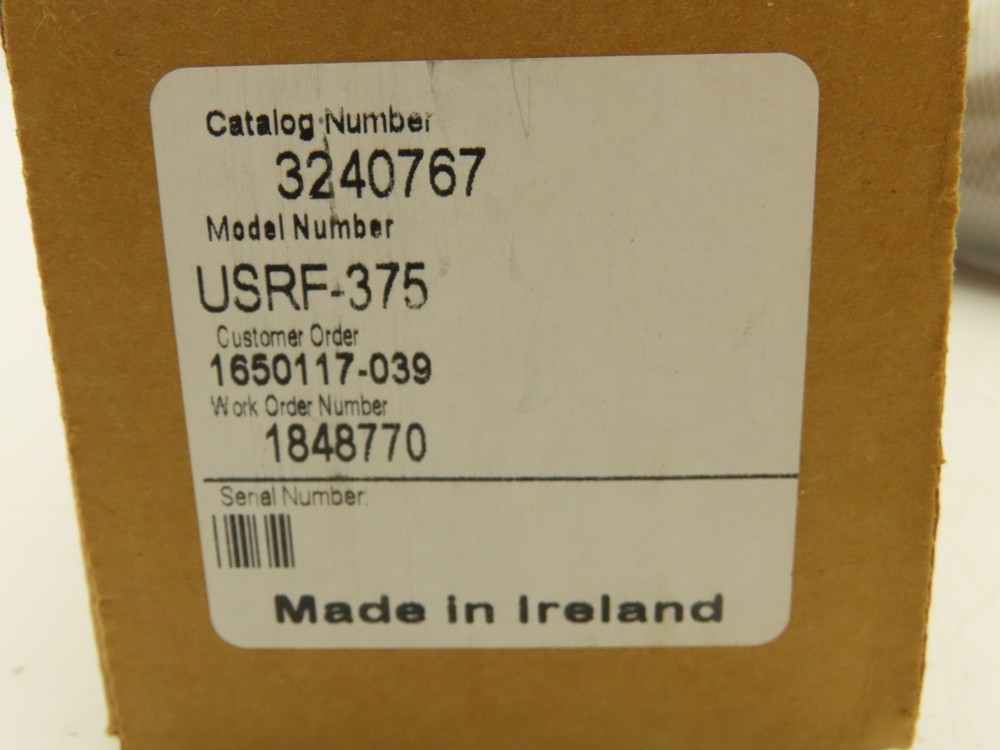 Catalog Number
3240767
Model Number
USRF-375
Customer Order
1650117-039
Work Order Number
1848770
Serial Number:
Made in Ireland